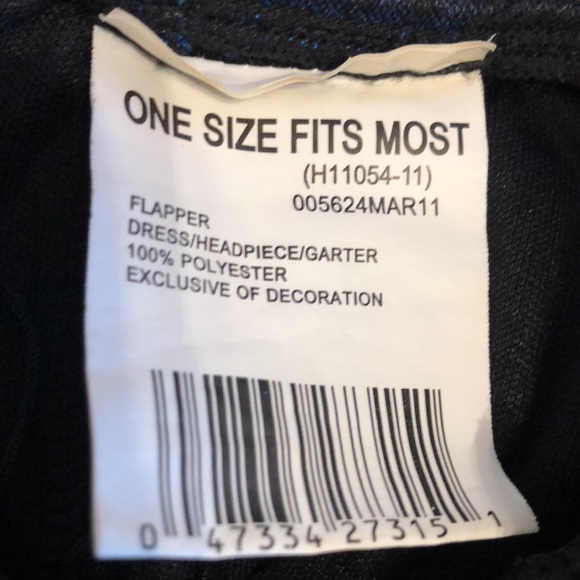 ONE SIZE FITS MOST
(H11054-11)
005624MAR11
FLAPPER
DRESS/HEADPIECE/GARTER
100% POLYESTER
EXCLUSIVE OF DECORATION
0 47334 27315 1